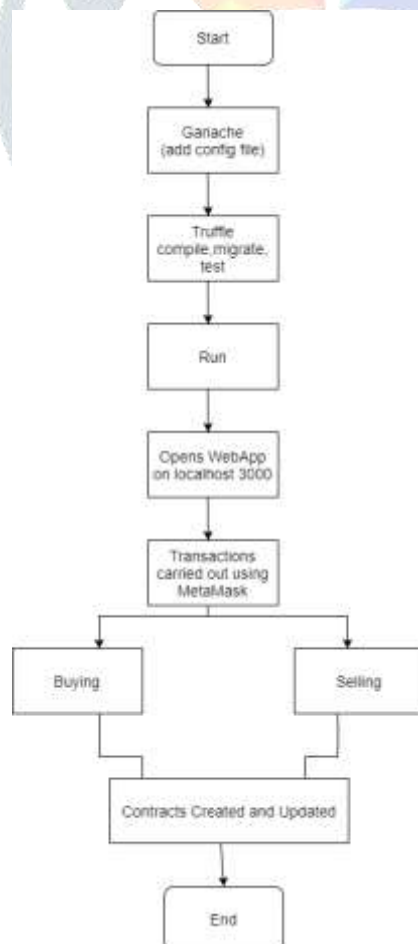 Start
Ganache
(add config file)
Truffle
compile,migrate,
test
Run
Opens WebApp
on localhost 3000
Transactions
carried out using
MetaMask
Buying
Selling
Contracts Created and Updated
End